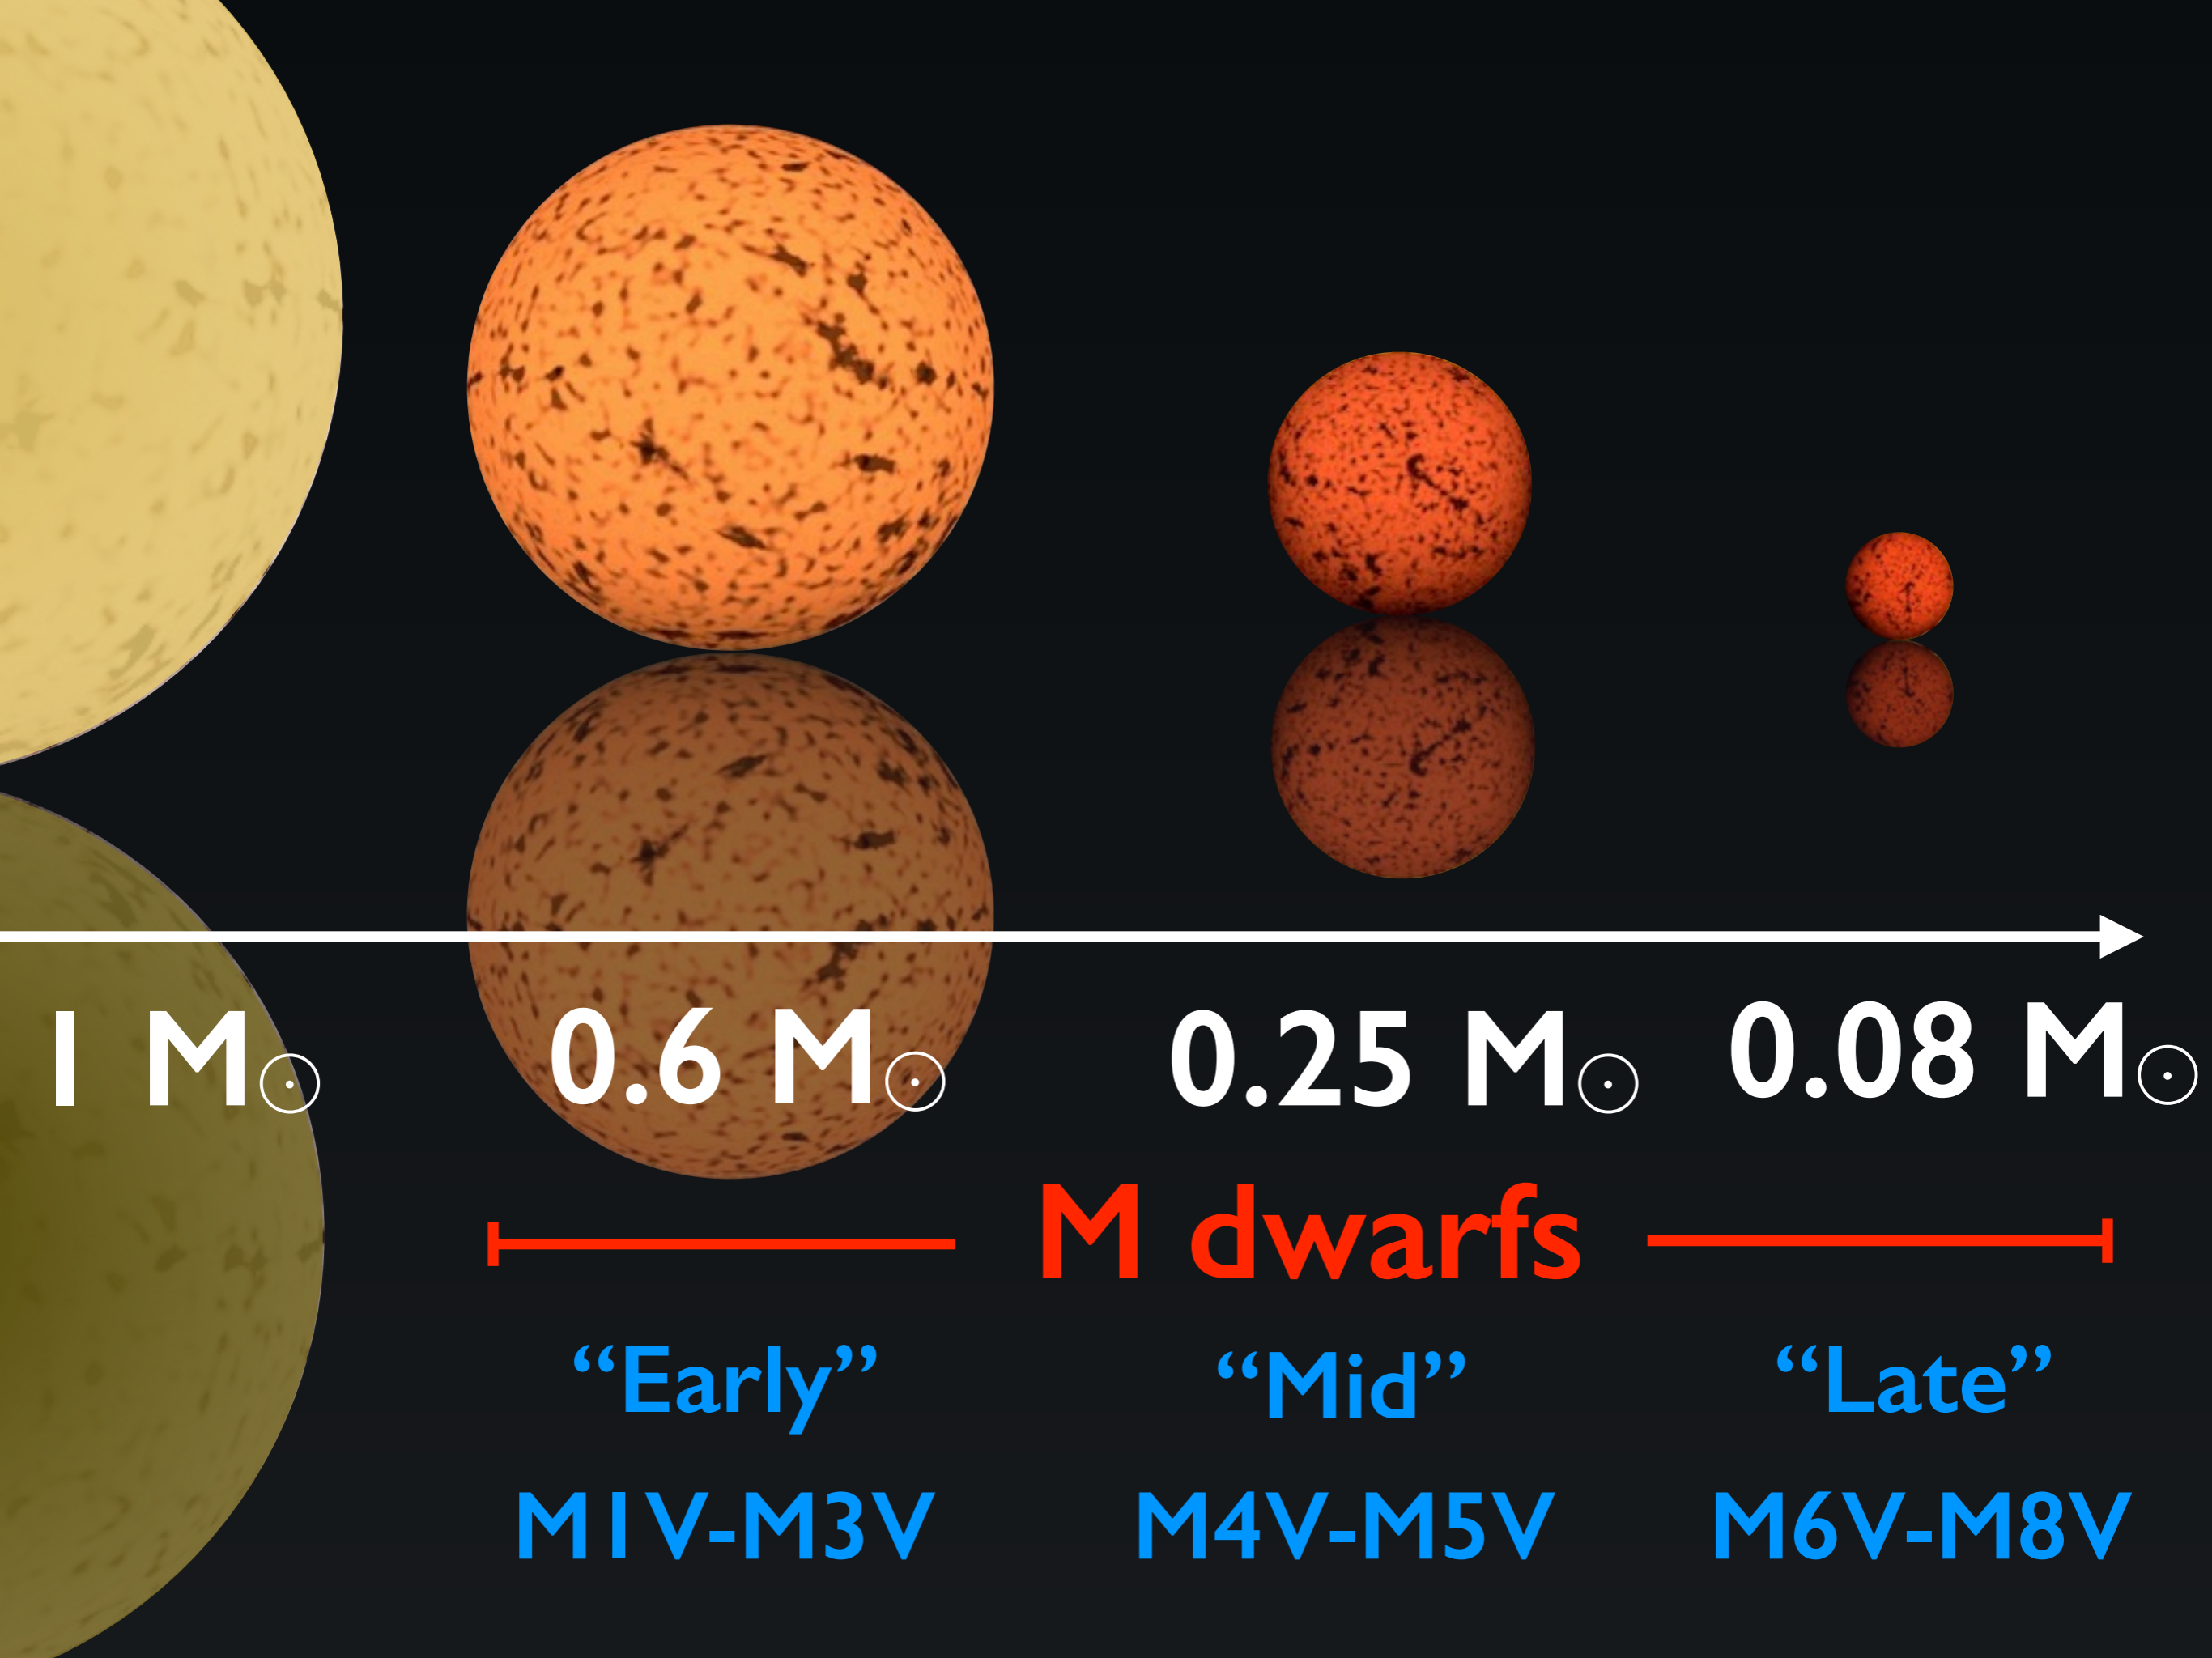 1 M☉ 0.6 M☉ 0.25 M☉ 0.08 M☉
M dwarfs
“Early” “Mid” “Late”
M1V-M3V M4V-M5V M6V-M8V